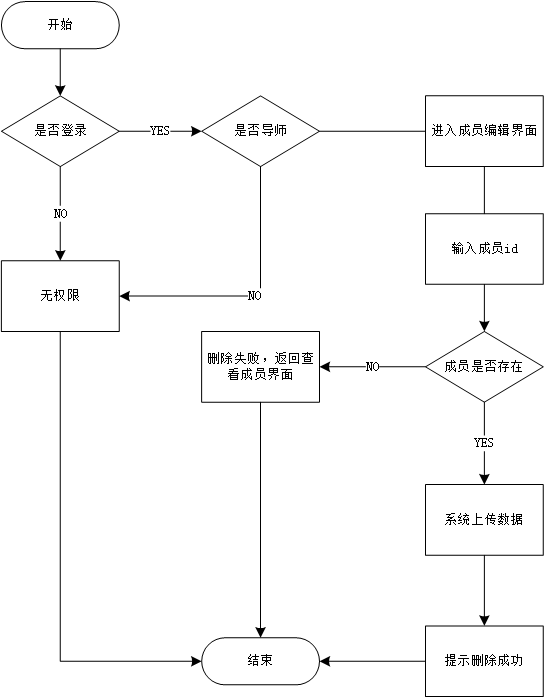 开始
是否登录
YES
是否导师
进入成员编辑界面
NO
输入成员id
无权限
NO
删除失败，返回查
看成员界面
NO
成员是否存在
YES
系统上传数据
结束
提示删除成功